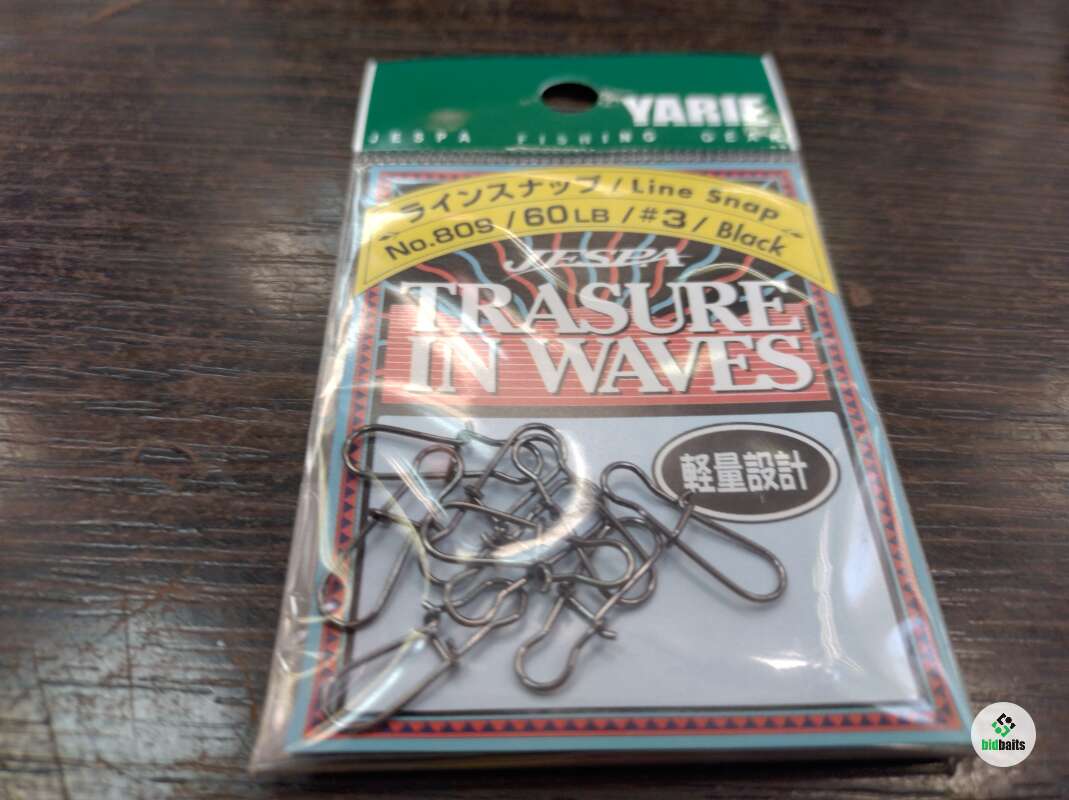 YARIE
JESPA FISHING GEAR
ラインスナップ / Line Snap
No.809 / 60LB / #3 / Black
JESPA
TRASURE
IN WAVES
軽量設計
bidbaits